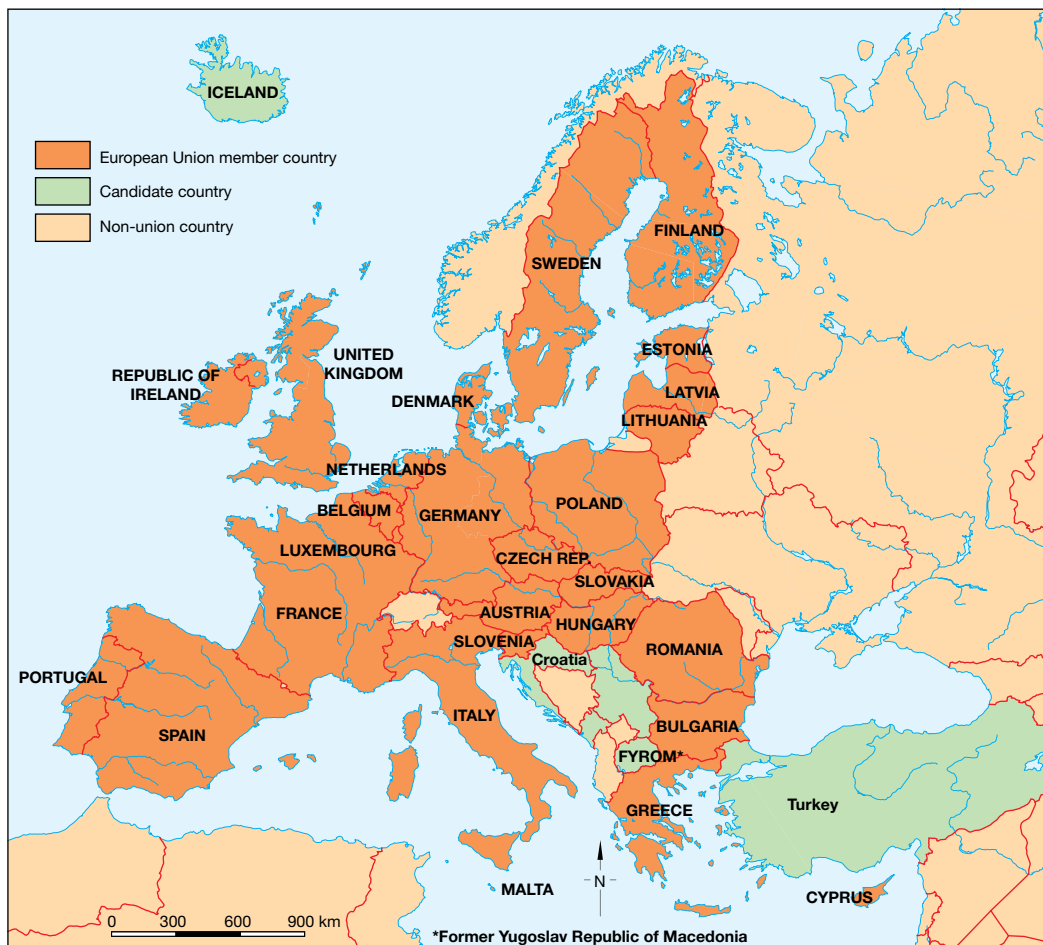 ICELAND
European Union member country
Candidate country
Non-union country
FINLAND
SWEDEN
ESTONIA
LATVIA
LITHUANIA
UNITED
KINGDOM
REPUBLIC OF
IRELAND
DENMARK
NETHERLANDS
BELGIUM
GERMANY
POLAND
LUXEMBOURG
CZECH REP.
SLOVAKIA
FRANCE
AUSTRIA
HUNGARY
SLOVENIA
ROMANIA
Croatia
PORTUGAL
SPAIN
ITALY
BULGARIA
FYROM*
GREECE
Turkey
MALTA
N
CYPRUS
0 300 600 900 km
*Former Yugoslav Republic of Macedonia